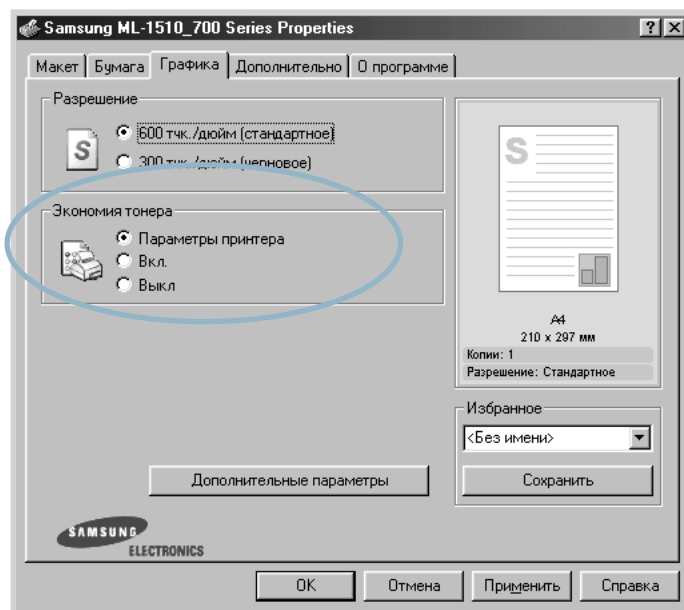 Samsung ML-1510_700 Series Properties
Макет Бумага Графика Дополнительно О программе
Разрешение
S
600 тчк./дюйм (стандартное)
300 тчк./дюйм (черновое)
Экономия тонера
Параметры принтера
Вкл.
Выкл
S
A4
210 x 297 мм
Копии: 1
Разрешение: Стандартное
Избранное
<Без имени>
Дополнительные параметры
Сохранить
SAMSUNG
ELECTRONICS
OK Отмена Применить Справка